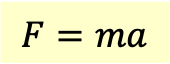 F = ma